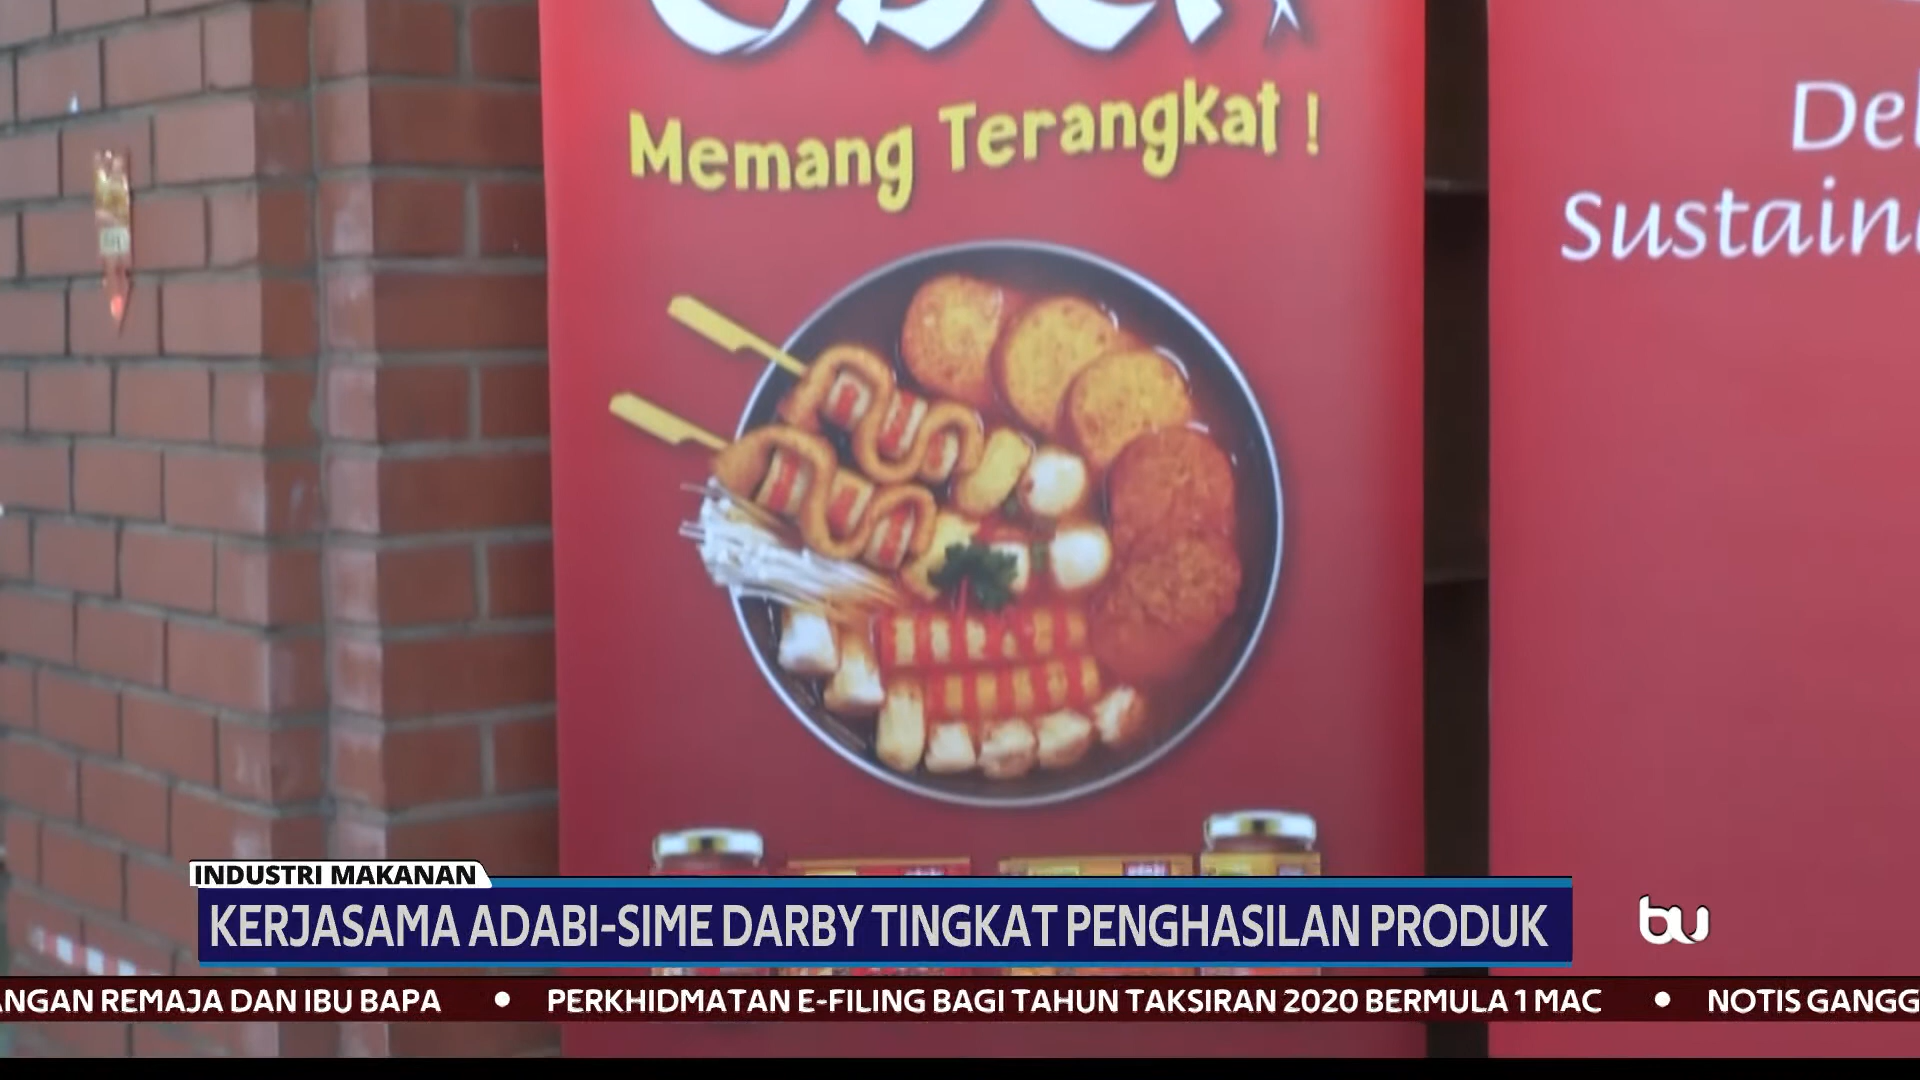 Memang Terangkat !
Del
Sustain
INDUSTRI MAKANAN
KERJASAMA ADABI-SIME DARBY TINGKAT PENGHASILAN PRODUK
bu
ANGAN REMAJA DAN IBU BAPA • PERKHIDMATAN E-FILING BAGI TAHUN TAKSIRAN 2020 BERMULA 1 MAC • NOTIS GANGG